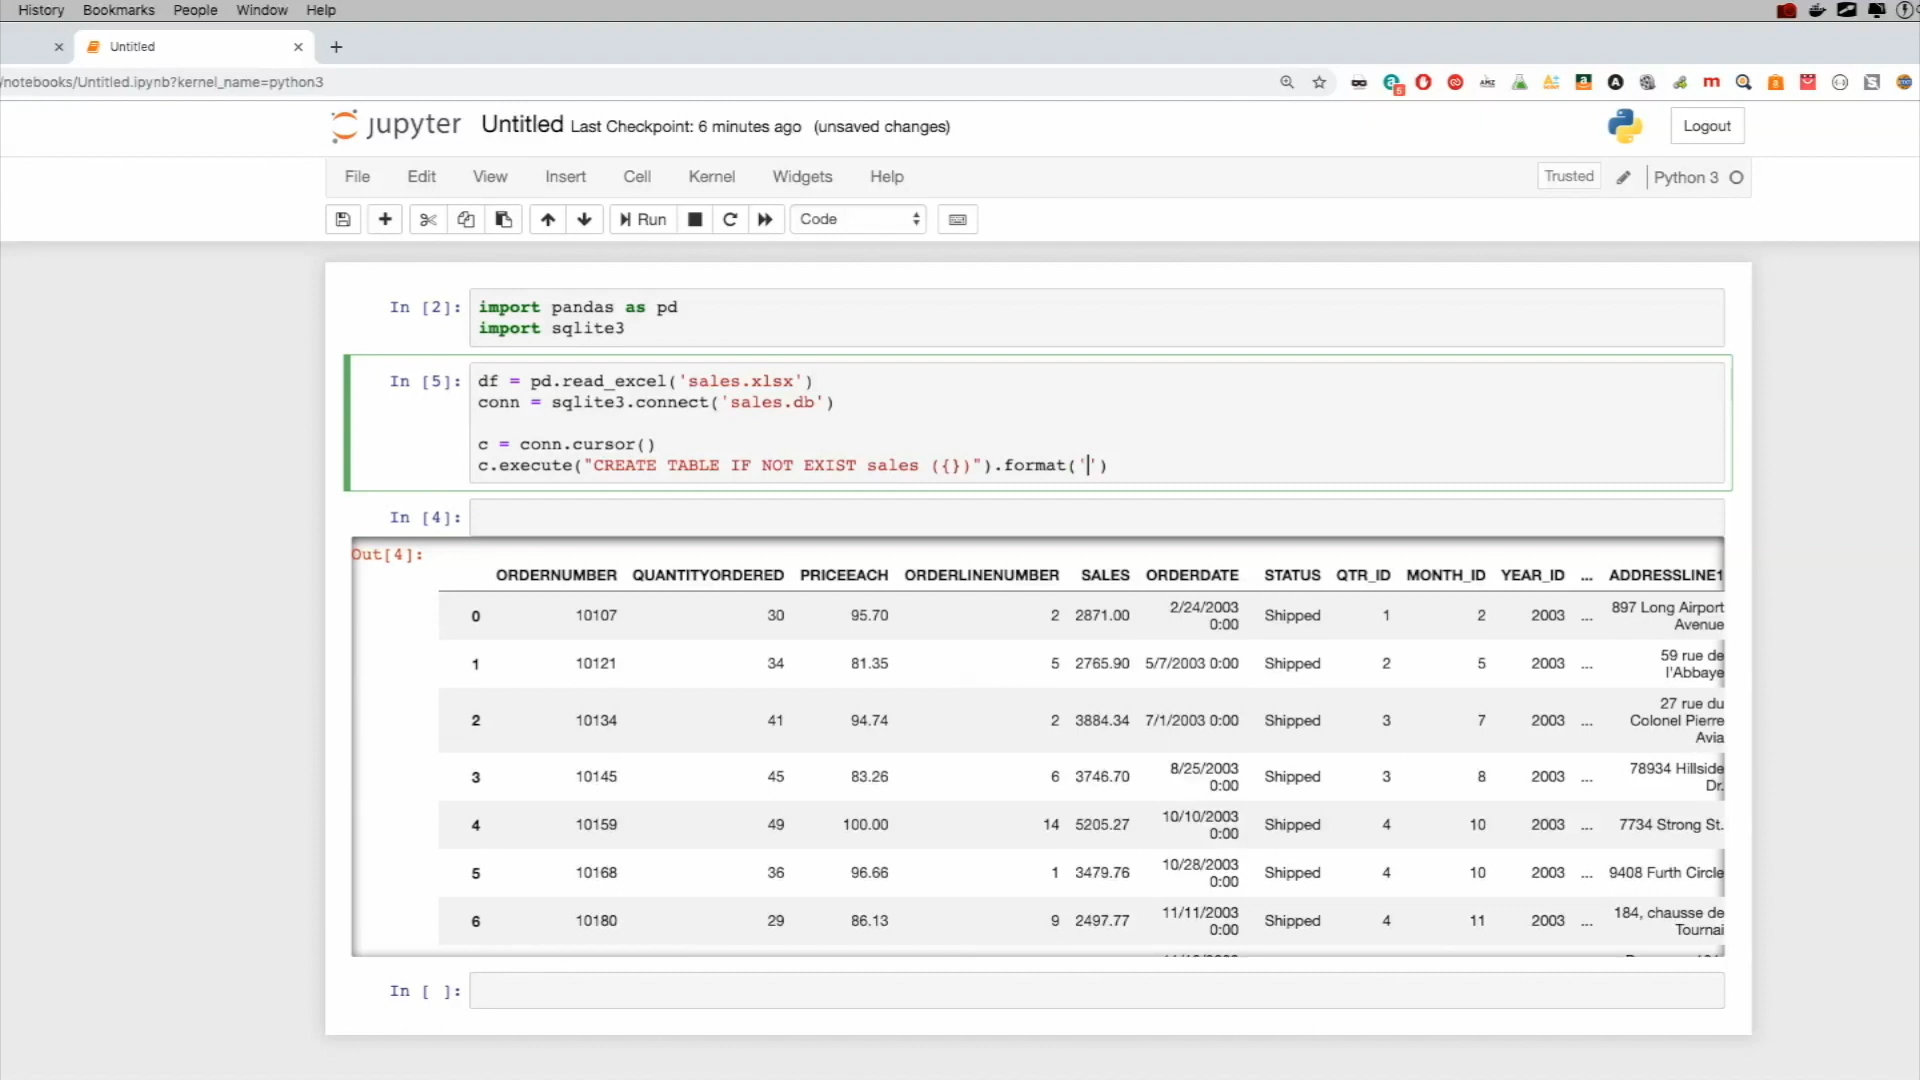 History Bookmarks People Window Help
Untitled
/notebooks/Untitled.ipynb?kernel_name=python3
jupyter Untitled Last Checkpoint: 6 minutes ago (unsaved changes)
Logout
File Edit View Insert Cell Kernel Widgets Help
Trusted Python 3
Run Code
In [2]: import pandas as pd
import sqlite3
In [5]: df = pd.read_excel('sales.xlsx')
conn = sqlite3.connect('sales.db')
c = conn.cursor()
c.execute("CREATE TABLE IF NOT EXIST sales ({})").format('')
In [4]:
Out[4]:
ORDERNUMBER QUANTITYORDERED PRICEEACH ORDERLINENUMBER SALES ORDERDATE STATUS QTR_ID MONTH_ID YEAR_ID ... ADDRESSLINE1
0 10107 30 95.70 2 2871.00 2/24/2003 0:00 Shipped 1 2 2003 ... 897 Long Airport Avenue
1 10121 34 81.35 5 2765.90 5/7/2003 0:00 Shipped 2 5 2003 ... 59 rue de l'Abbaye
2 10134 41 94.74 2 3884.34 7/1/2003 0:00 Shipped 3 7 2003 ... 27 rue du Colonel Pierre Avia
3 10145 45 83.26 6 3746.70 8/25/2003 0:00 Shipped 3 8 2003 ... 78934 Hillside Dr.
4 10159 49 100.00 14 5205.27 10/10/2003 0:00 Shipped 4 10 2003 ... 7734 Strong St.
5 10168 36 96.66 1 3479.76 10/28/2003 0:00 Shipped 4 10 2003 ... 9408 Furth Circle
6 10180 29 86.13 9 2497.77 11/11/2003 0:00 Shipped 4 11 2003 ... 184, chausse de Tournai
In [ ]: